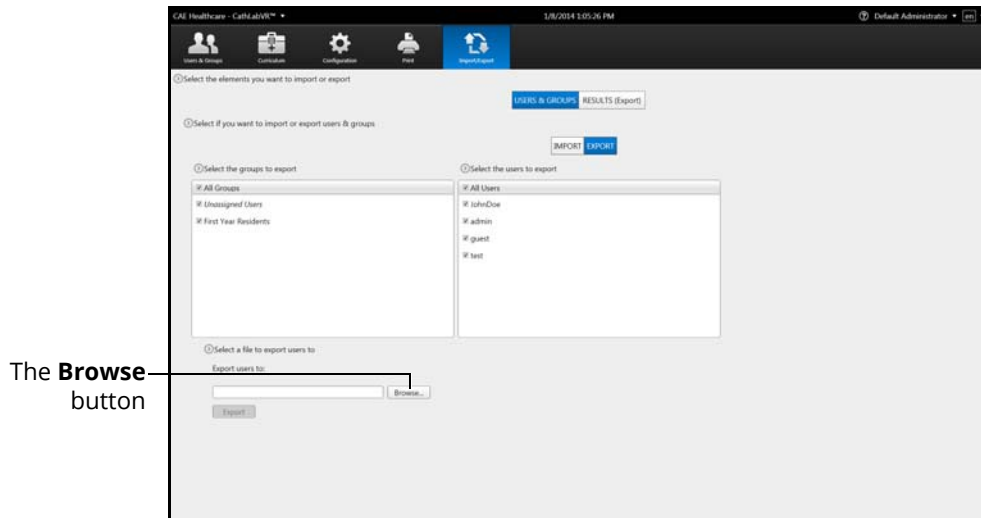 CAE Healthcare - CathLabVR™
1/8/2014 1:05:26 PM
Default Administrator
en
Users & Groups
Curriculum
Configuration
Print
Import/Export
Select the elements you want to import or export
USERS & GROUPS RESULTS (Export)
Select if you want to import or export users & groups
IMPORT EXPORT
Select the groups to export
All Groups
Unassigned Users
First Year Residents
Select the users to export
All Users
JohnDoe
admin
guest
test
Select a file to export users to
Export users to:
Browse...
Export
The Browse
button